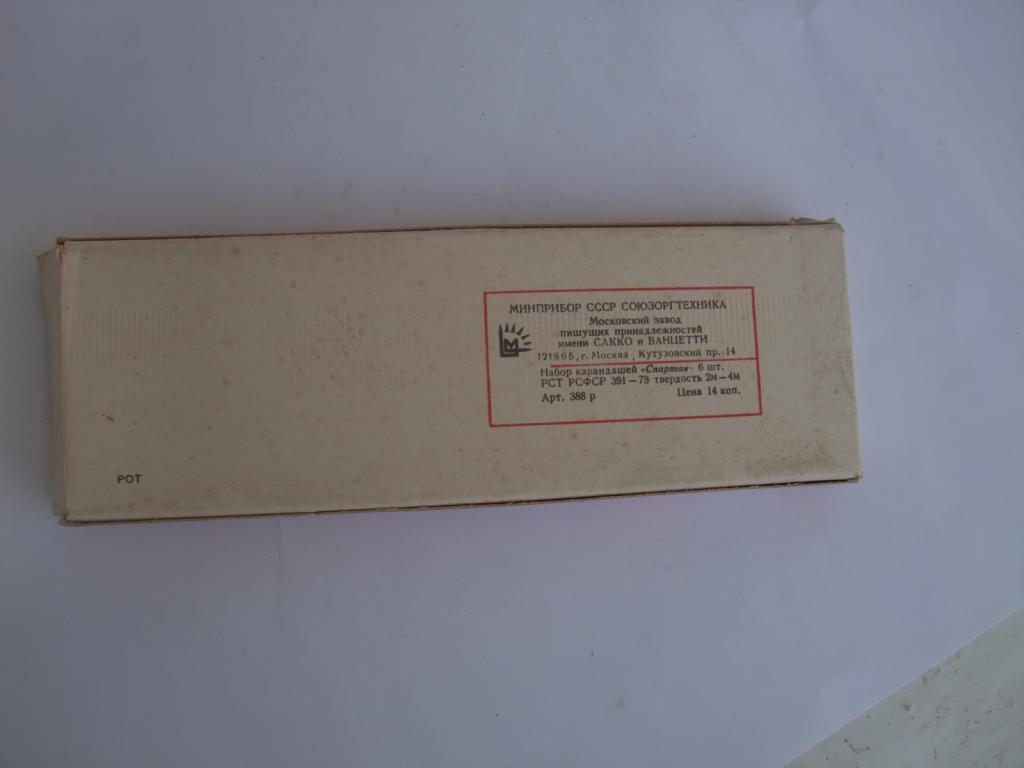 МИНПРИБОР СССР СОЮЗОРГТЕХНИКА
Московский завод
пишущих принадлежностей
имени САККО и ВАНЦЕТТИ
121865, г. Москва, Кутузовский пр. 14
Набор карандашей «Спартак» 6 шт.
РСТ РСФСР 391—79 твердость 2М—4М
Арт. 388 р Цена 14 коп.
РОТ